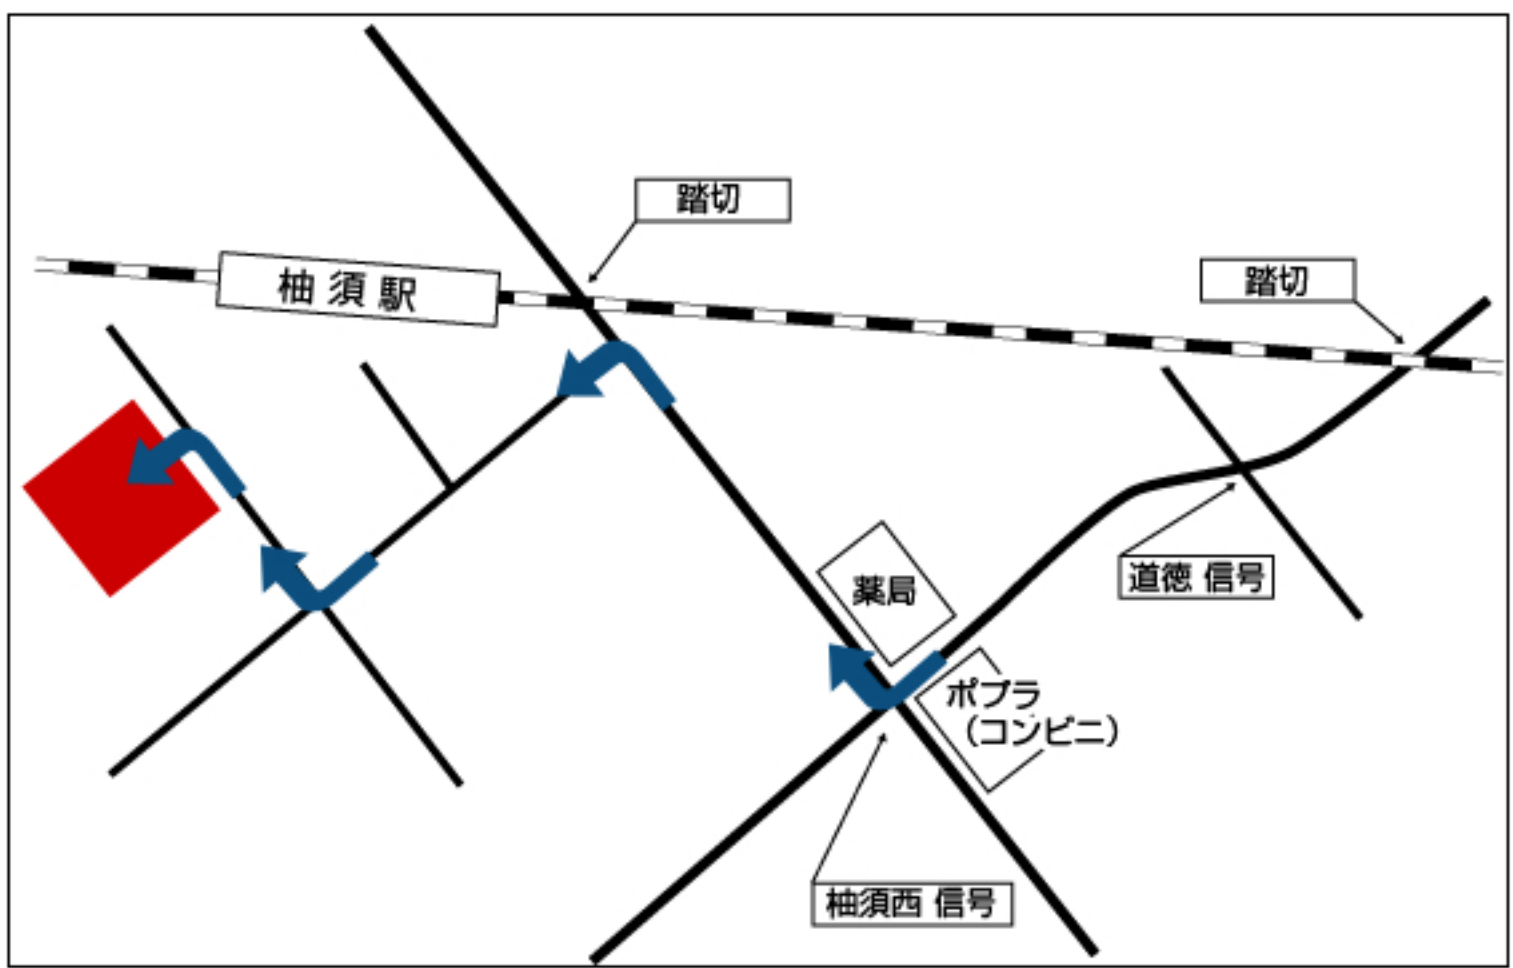 踏切
柚須駅
踏切
道徳 信号
薬局
ポプラ
（コンビニ）
柚須西 信号